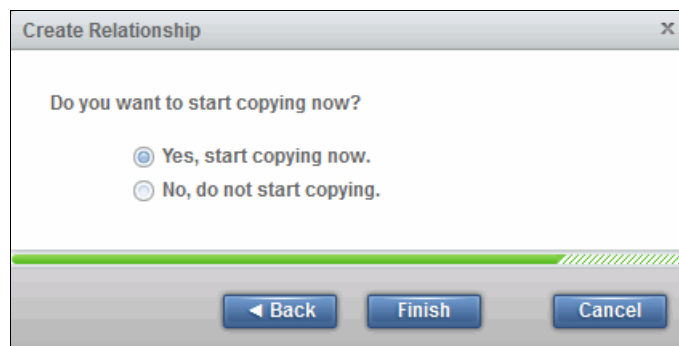 Create Relationship x
Do you want to start copying now?
Yes, start copying now.
No, do not start copying.
◄ Back Finish Cancel